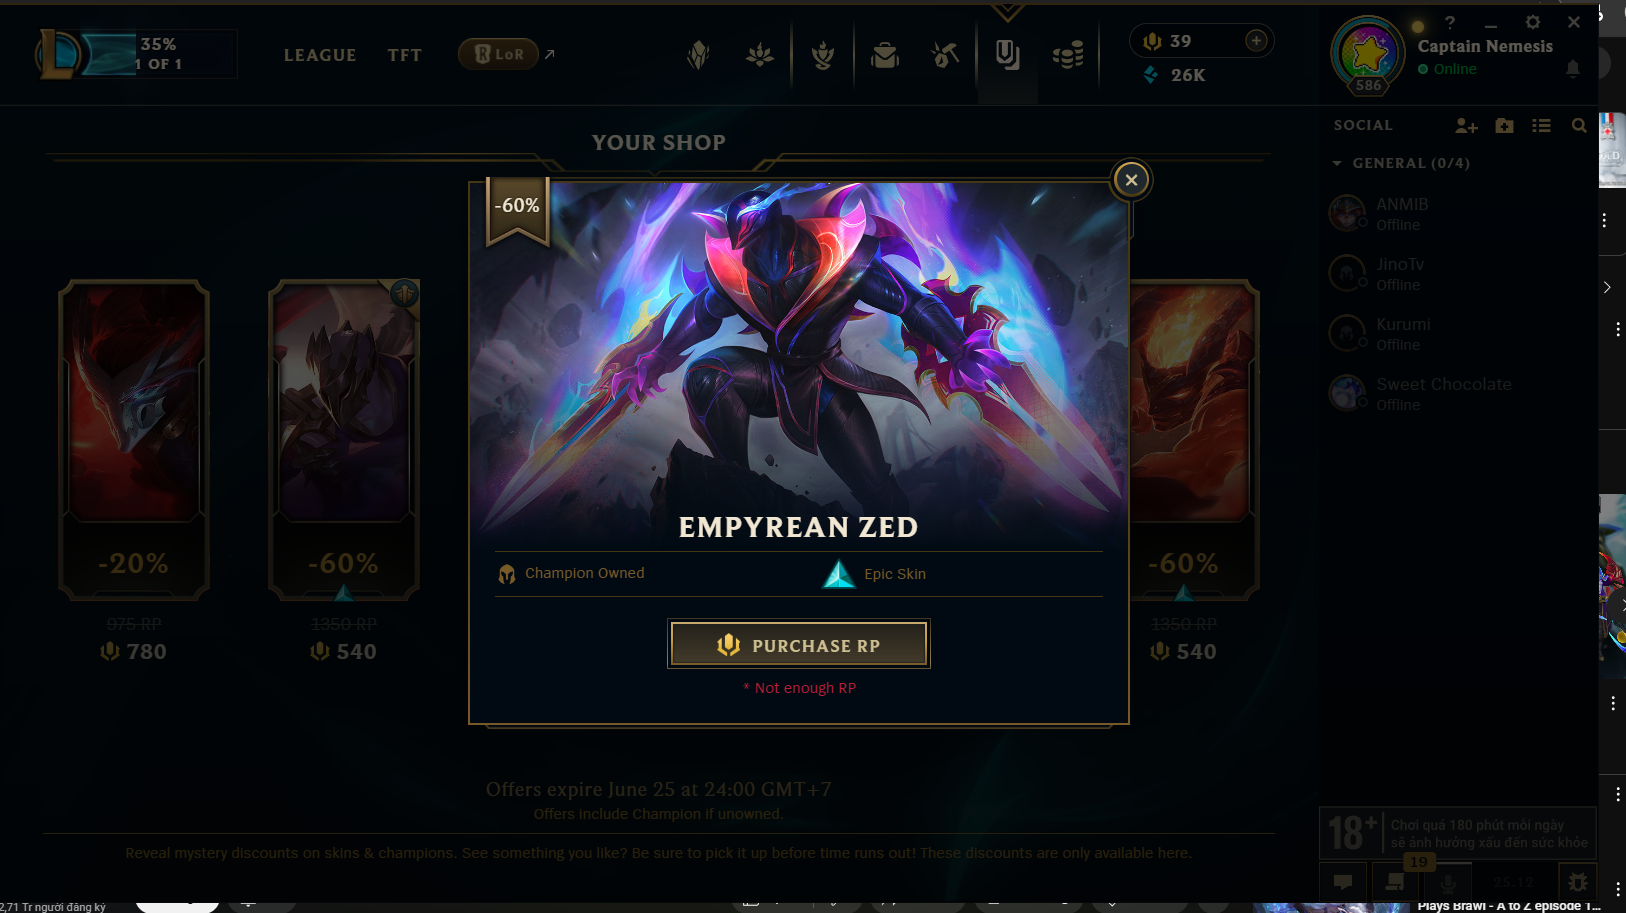 35%
1 OF 1
LEAGUE
TFT
LoR
39
26K
?
Captain Nemesis
Online
586
YOUR SHOP
SOCIAL
GENERAL (0/4)
ANMIB
Offline
JinoTv
Offline
Kurumi
Offline
Sweet Chocolate
Offline
-60%
EMPYREAN ZED
Champion Owned
Epic Skin
PURCHASE RP
* Not enough RP
-20%
975 RP
780
-60%
1350 RP
540
-60%
1350 RP
540
Offers expire June 25 at 24:00 GMT+7
Offers include Champion if unowned.
Reveal mystery discounts on skins & champions. See something you like? Be sure to pick it up before time runs out! These discounts are only available here.
18+
Chơi quá 180 phút mỗi ngày
sẽ ảnh hưởng xấu đến sức khỏe
19
25.12
2,71 Tr người đăng ký
Plays Brawl - A to Z episode 1...